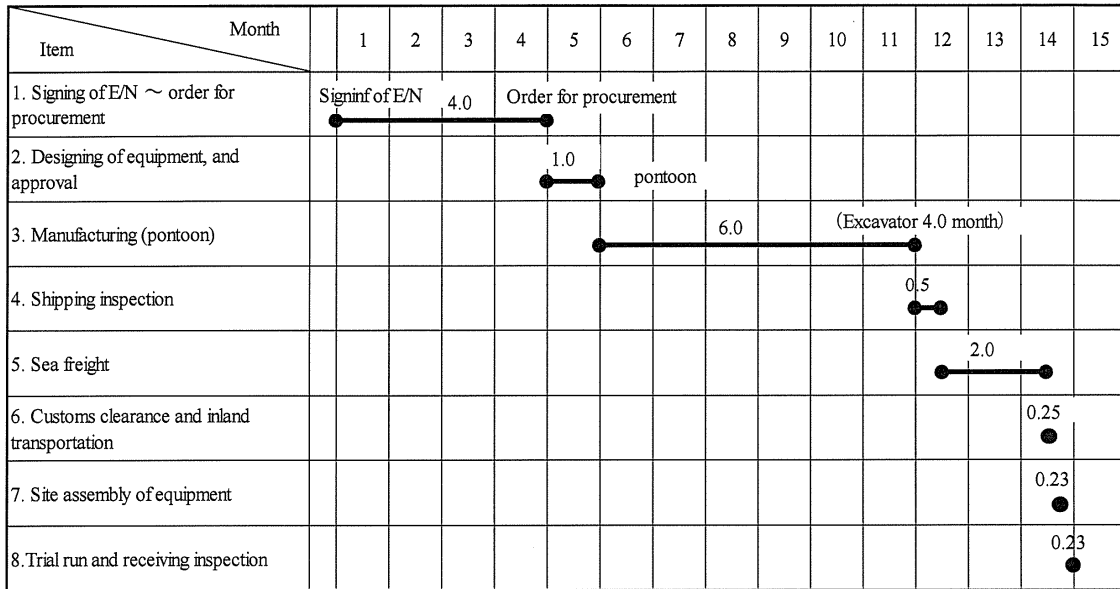 Month
Item
1 2 3 4 5 6 7 8 9 10 11 12 13 14 15
1. Signing of E/N ～ order for
procurement
Signinf of E/N
4.0
Order for procurement
2. Designing of equipment, and
approval
1.0
pontoon
3. Manufacturing (pontoon)
6.0
(Excavator 4.0 month)
4. Shipping inspection
0.5
5. Sea freight
2.0
6. Customs clearance and inland
transportation
0.25
7. Site assembly of equipment
0.23
8.Trial run and receiving inspection
0.23